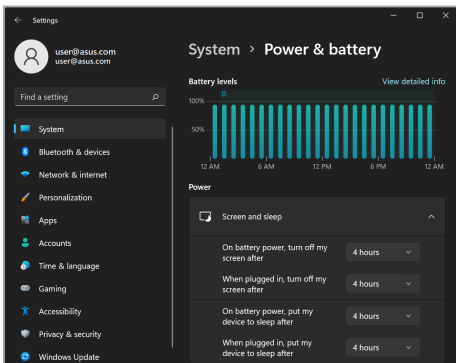 Settings
user@asus.com
user@asus.com
Find a setting
System
Bluetooth & devices
Network & internet
Personalization
Apps
Accounts
Time & language
Gaming
Accessibility
Privacy & security
Windows Update
System > Power & battery
Battery levels
View detailed info
100%
50%
12 AM 6 AM 12 PM 6 PM 12 AM
Power
Screen and sleep
On battery power, turn off my
screen after
4 hours
When plugged in, turn off my
screen after
4 hours
On battery power, put my
device to sleep after
4 hours
When plugged in, put my
device to sleep after
4 hours